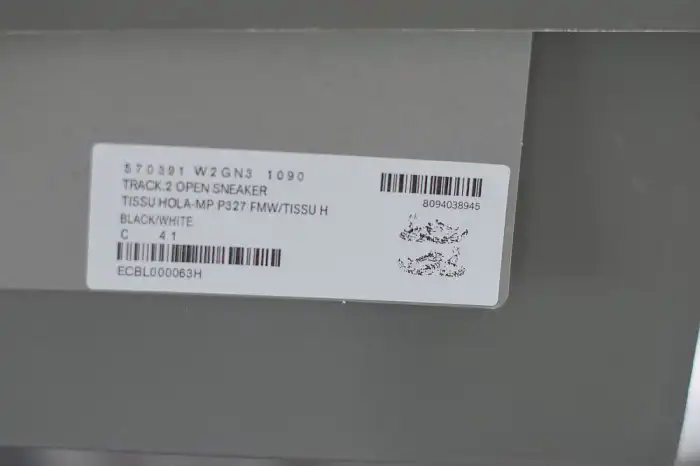 570391 W2GN3 1090
TRACK.2 OPEN SNEAKER
TISSU HOLA-MP P327 FMW/TISSU H
BLACK/WHITE
C 41
ECBL000063H
8094038945